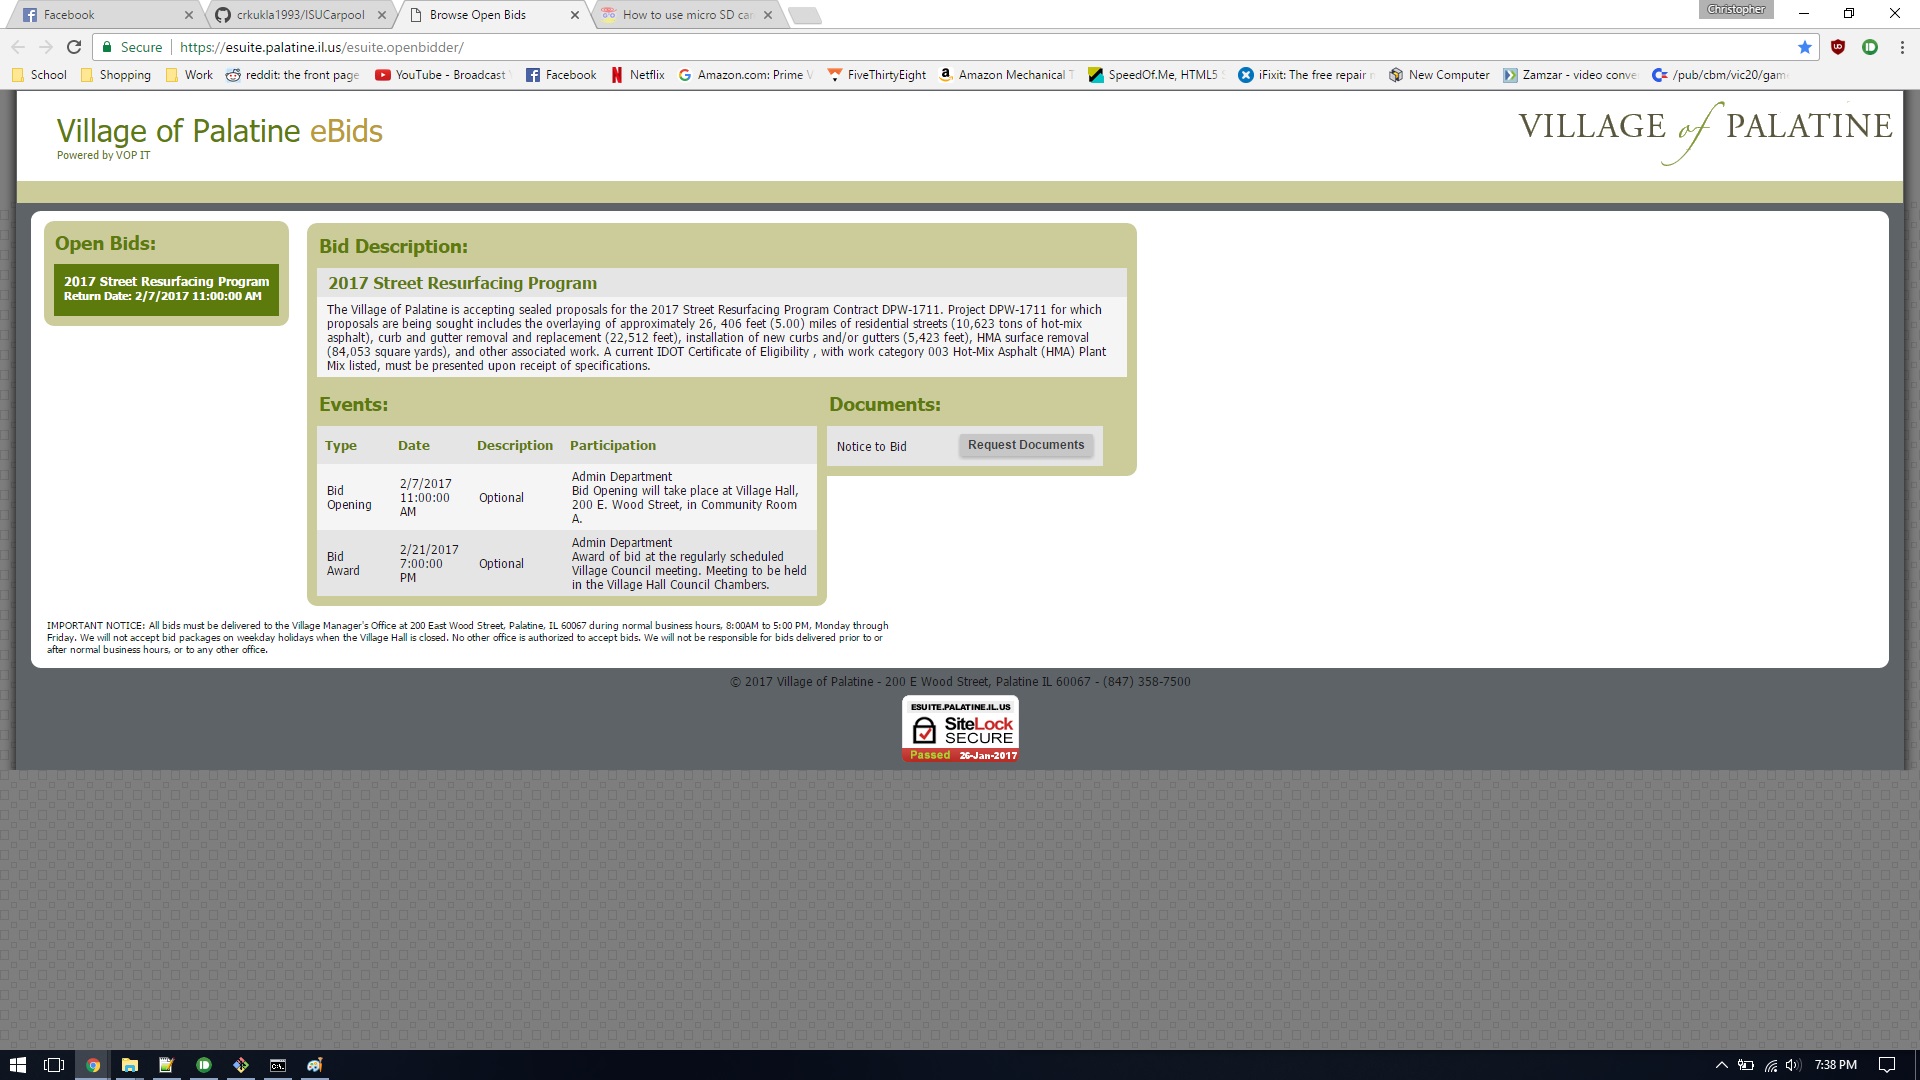 Facebook
crkukla1993/ISUCarpool
Browse Open Bids
How to use micro SD car
Christopher
Secure
https://esuite.palatine.il.us/esuite.openbidder/
School
Shopping
Work
reddit: the front page
YouTube - Broadcast
Facebook
Netflix
Amazon.com: Prime V
FiveThirtyEight
Amazon Mechanical T
SpeedOf.Me, HTML5 S
iFixit: The free repair
New Computer
Zamzar - video conve
/pub/cbm/vic20/gam
Village of Palatine eBids
Powered by VOP IT
VILLAGE of PALATINE
Open Bids:
2017 Street Resurfacing Program
Return Date: 2/7/2017 11:00:00 AM
Bid Description:
2017 Street Resurfacing Program
The Village of Palatine is accepting sealed proposals for the 2017 Street Resurfacing Program Contract DPW-1711. Project DPW-1711 for which
proposals are being sought includes the overlaying of approximately 26, 406 feet (5.00) miles of residential streets (10,623 tons of hot-mix
asphalt), curb and gutter removal and replacement (22,512 feet), installation of new curbs and/or gutters (5,423 feet), HMA surface removal
(84,053 square yards), and other associated work. A current IDOT Certificate of Eligibility , with work category 003 Hot-Mix Asphalt (HMA) Plant
Mix listed, must be presented upon receipt of specifications.
Events:
Type Date Description Participation
Bid
Opening
2/7/2017
11:00:00
AM
Optional
Admin Department
Bid Opening will take place at Village Hall,
200 E. Wood Street, in Community Room
A.
Bid
Award
2/21/2017
7:00:00
PM
Optional
Admin Department
Award of bid at the regularly scheduled
Village Council meeting. Meeting to be held
in the Village Hall Council Chambers.
Documents:
Notice to Bid
Request Documents
IMPORTANT NOTICE: All bids must be delivered to the Village Manager's Office at 200 East Wood Street, Palatine, IL 60067 during normal business hours, 8:00AM to 5:00 PM, Monday through
Friday. We will not accept bid packages on weekday holidays when the Village Hall is closed. No other office is authorized to accept bids. We will not be responsible for bids delivered prior to or
after normal business hours, or to any other office.
© 2017 Village of Palatine - 200 E Wood Street, Palatine IL 60067 - (847) 358-7500
ESUITE.PALATINE.IL.US
SiteLock
SECURE
Passed 26-Jan-2017
7:38 PM